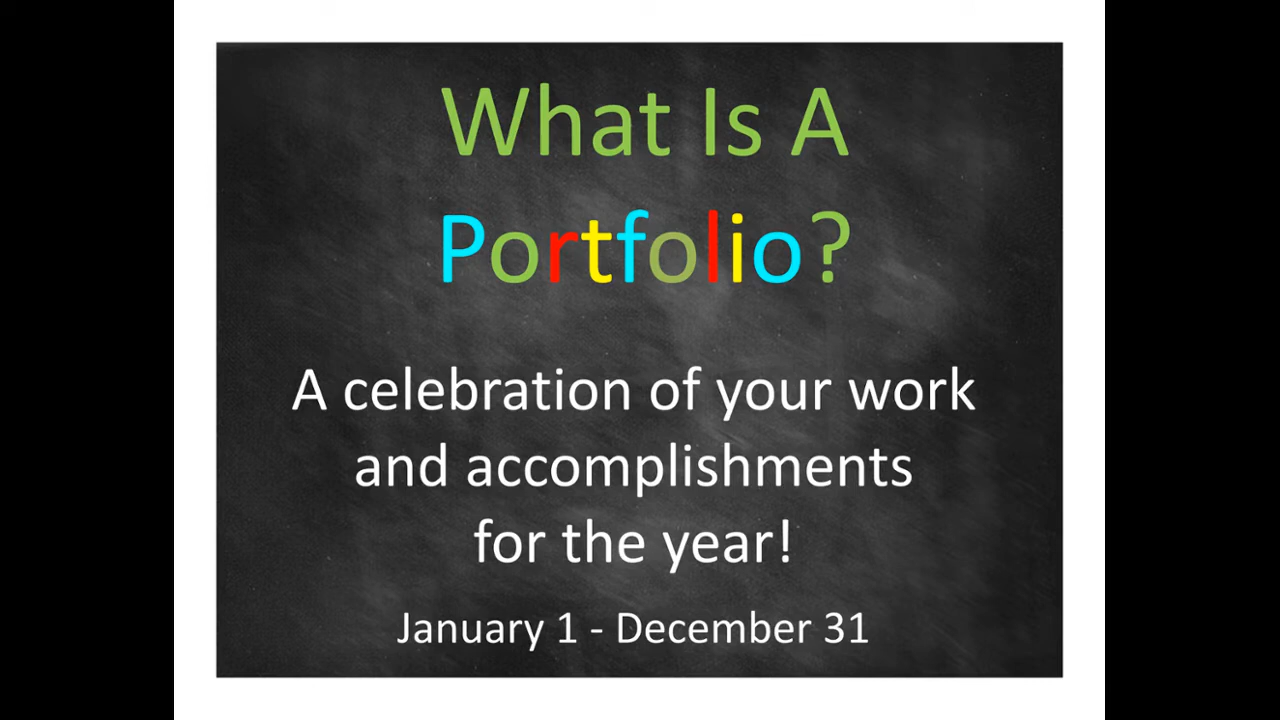 What Is A
Portfolio?
A celebration of your work
and accomplishments
for the year!
January 1 - December 31